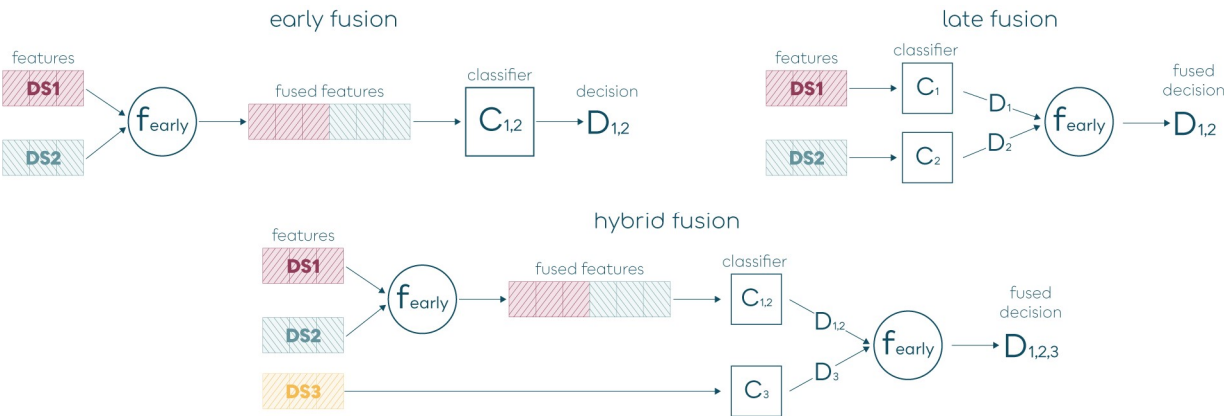 early fusion
features
DS1
DS2
f early
fused features
classifier
C1,2
decision
D1,2
late fusion
features
DS1
DS2
classifier
C1
C2
D1
D2
f early
fused
decision
D1,2
hybrid fusion
features
DS1
DS2
DS3
f early
fused features
classifier
C1,2
C3
D1,2
D3
f early
fused
decision
D1,2,3